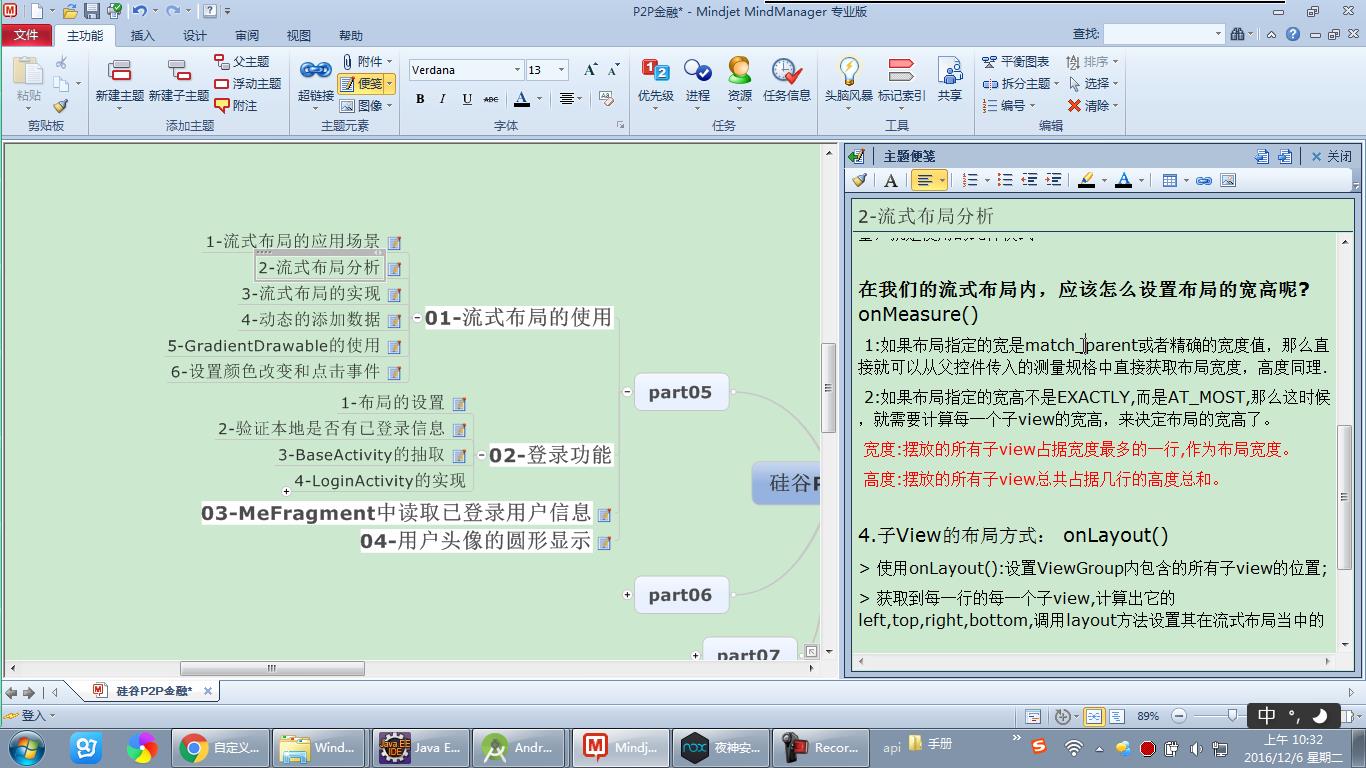 P2P金融* - Mindjet MindManager 专业版
文件 主功能 插入 设计 审阅 视图 帮助 查找:
粘贴 新建主题 新建子主题 父主题 浮动主题 附注 超链接 附件 便笺 图像 Verdana 13 B I U ABC A 优先级 进程 资源 任务信息 头脑风暴 标记索引 共享 平衡图表 拆分主题 编号 排序 选择 清除
剪贴板 添加主题 主题元素 字体 任务 工具 编辑
1-流式布局的应用场景
2-流式布局分析
3-流式布局的实现
4-动态的添加数据
5-GradientDrawable的使用
6-设置颜色改变和点击事件
01-流式布局的使用
1-布局的设置
2-验证本地是否有已登录信息
3-BaseActivity的抽取
4-LoginActivity的实现
02-登录功能
03-MeFragment中读取已登录用户信息
04-用户头像的圆形显示
part05
硅谷P
part06
part07
主题便笺 关闭
2-流式布局分析
在我们的流式布局内，应该怎么设置布局的宽高呢?
onMeasure()
1:如果布局指定的宽是match_parent或者精确的宽度值，那么直
接就可以从父控件传入的测量规格中直接获取布局宽度，高度同理.
2:如果布局指定的宽高不是EXACTLY,而是AT_MOST,那么这时候
，就需要计算每一个子view的宽高，来决定布局的宽高了。
宽度:摆放的所有子view占据宽度最多的一行,作为布局宽度。
高度:摆放的所有子view总共占据几行的高度总和。
4.子View的布局方式： onLayout()
> 使用onLayout():设置ViewGroup内包含的所有子view的位置;
> 获取到每一行的每一个子view,计算出它的
left,top,right,bottom,调用layout方法设置其在流式布局当中的
硅谷P2P金融*
登入 89% 中 °,
自定义... Wind... Java E... Andr... Mindj... 夜神安... Recor... api 手册 上午 10:32
2016/12/6 星期二